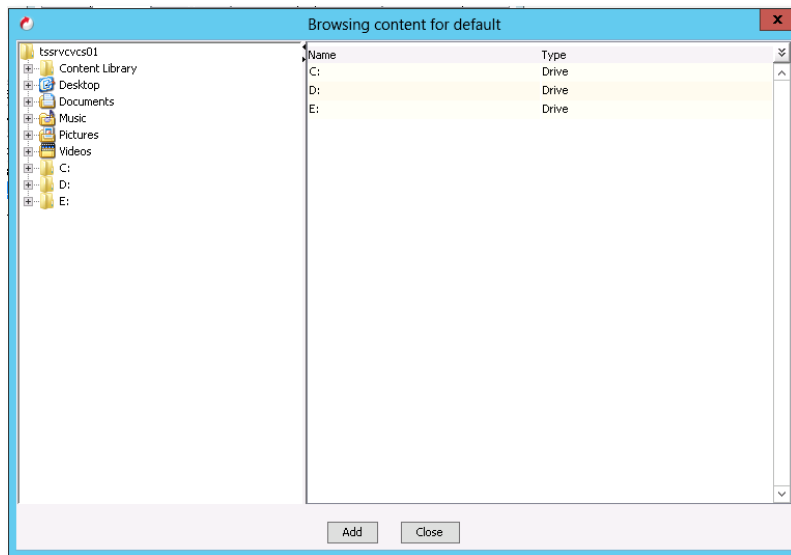 Browsing content for default
x
tssrvcvcs01
Content Library
Desktop
Documents
Music
Pictures
Videos
C:
D:
E:
Name Type
C: Drive
D: Drive
E: Drive
Add Close